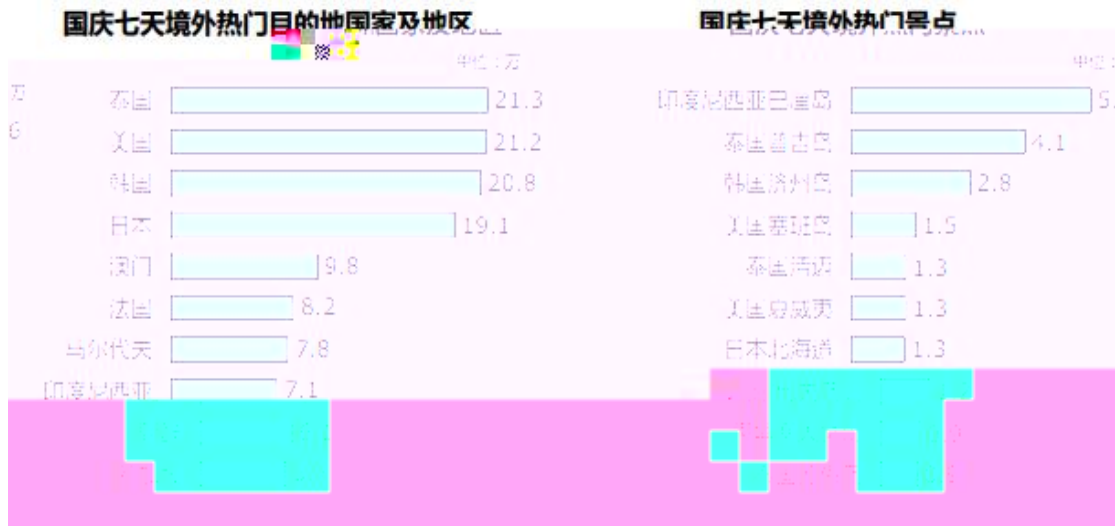 国庆七天境外热门目的地国家及地区
单位：万
泰国 21.3
美国 21.2
韩国 20.8
日本 19.1
澳门 9.8
法国 8.2
马尔代夫 7.8
印度尼西亚 7.1
国庆七天境外热门景点
单位：
印度尼西亚巴厘岛 5.
泰国普吉岛 4.1
韩国济州岛 2.8
美国塞班岛 1.5
泰国清迈 1.3
美国夏威夷 1.3
日本北海道 1.3